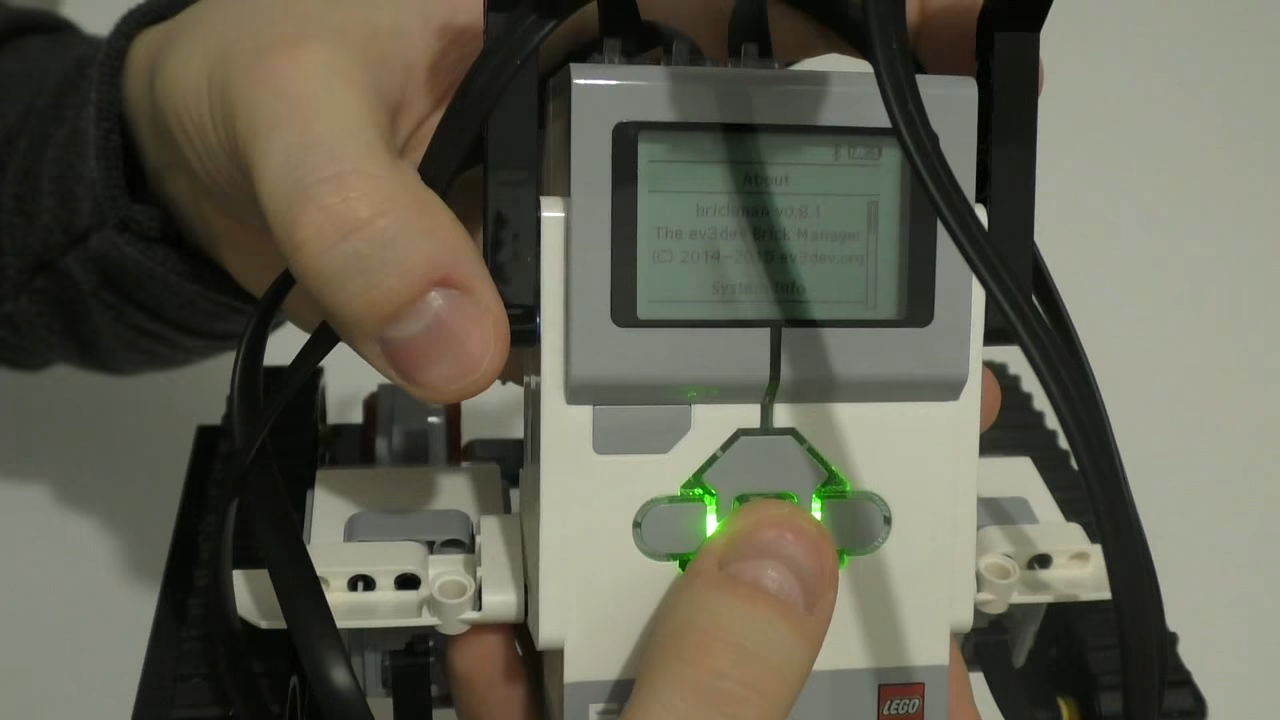 About
brickman v0.8.1
The ev3dev Brick Manager
(C) 2014-2015 ev3dev.org
System Info
LEGO